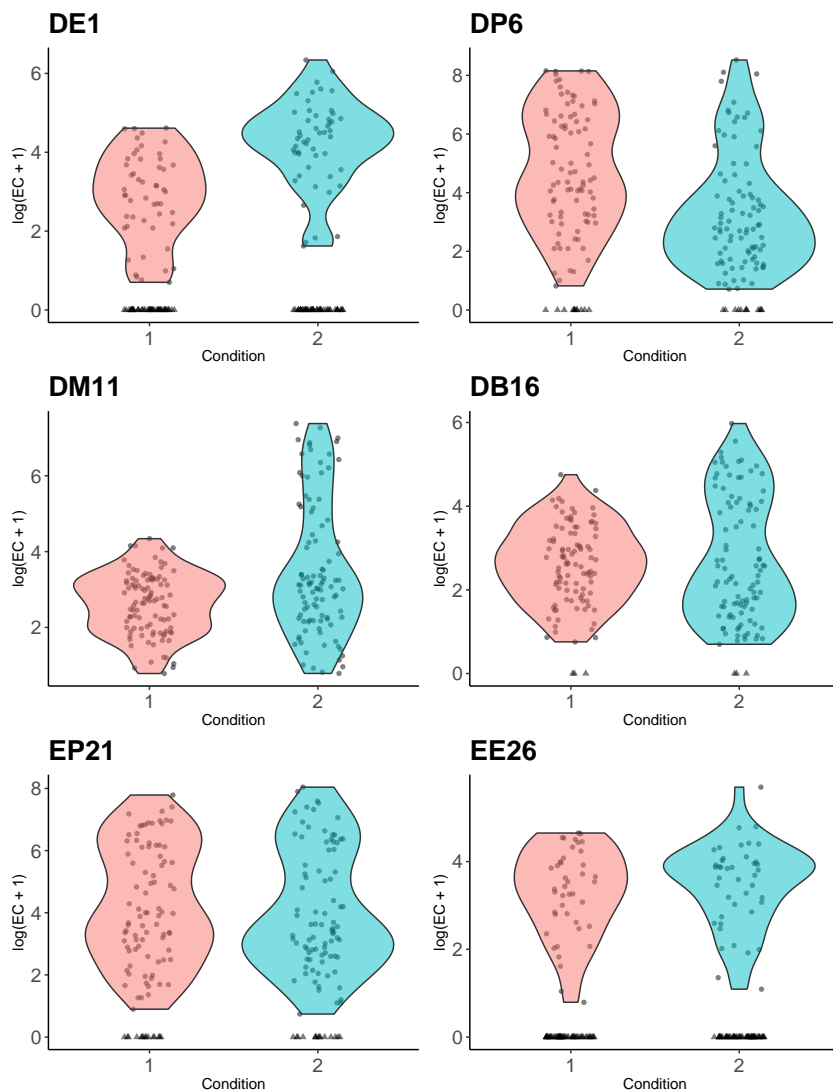 DE1
DP6
log(EC + 1)
6
4
2
0
1
2
Condition
log(EC + 1)
8
6
4
2
0
1
2
Condition
DM11
DB16
log(EC + 1)
6
4
2
1
2
Condition
log(EC + 1)
6
4
2
0
1
2
Condition
EP21
EE26
log(EC + 1)
8
6
4
2
0
1
2
Condition
log(EC + 1)
4
2
0
1
2
Condition